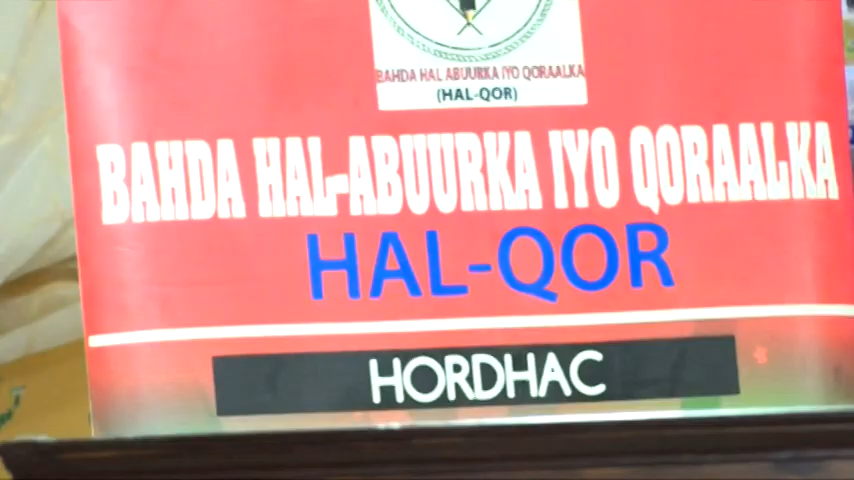 BAHDA HAL ABUURKA IYO QORAALKA
(HAL-QOR)
BAHDA HAL-ABUURKA IYO QORAALKA
HAL-QOR
HORDHAC